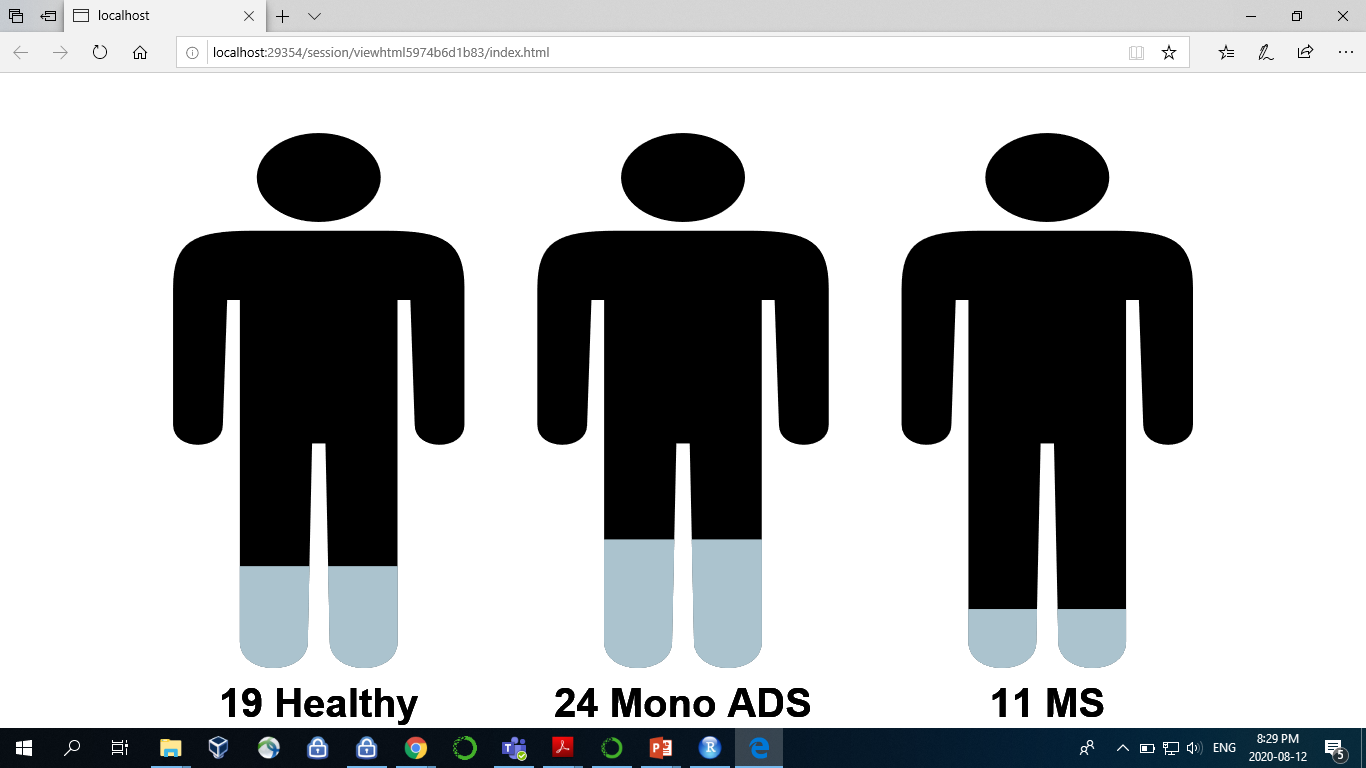 localhost
localhost:29354/session/viewhtml5974b6d1b83/index.html
19 Healthy
24 Mono ADS
11 MS
ENG
8:29 PM
2020-08-12
5